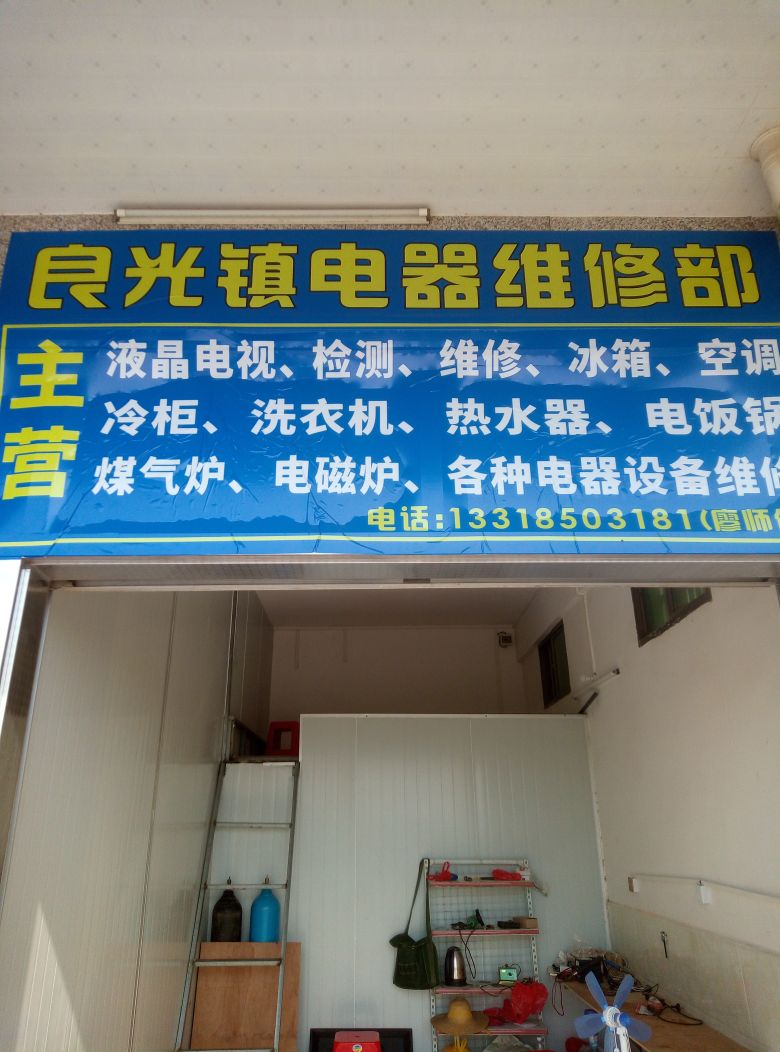 良光镇电器维修部
主营
液晶电视、检测、维修、冰箱、空调
冷柜、洗衣机、热水器、电饭锅
煤气炉、电磁炉、各种电器设备维修
电话:13318503181(廖师